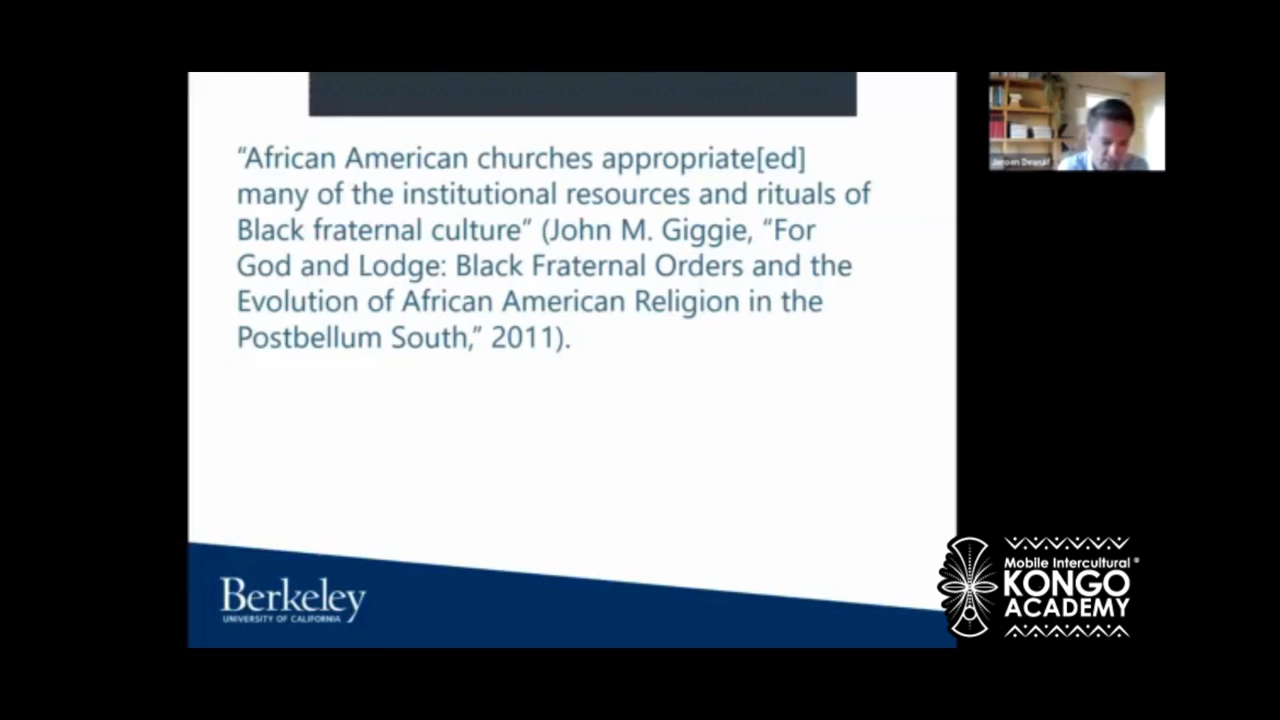 “African American churches appropriate[ed]
many of the institutional resources and rituals of
Black fraternal culture” (John M. Giggie, “For
God and Lodge: Black Fraternal Orders and the
Evolution of African American Religion in the
Postbellum South,” 2011).
Jeroen Dewulf
Berkeley
UNIVERSITY OF CALIFORNIA
Mobile Intercultural ®
KONGO
ACADEMY